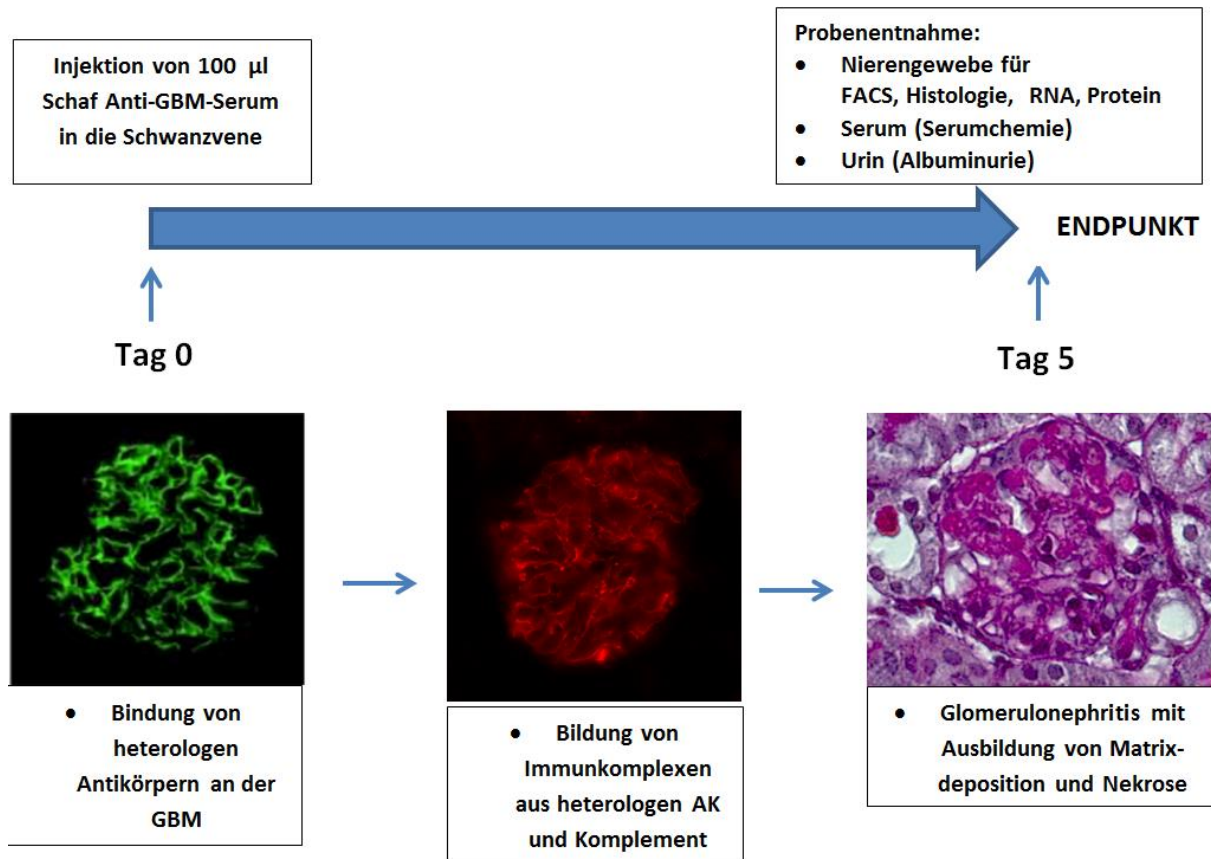 Injektion von 100 µl
Schaf Anti-GBM-Serum
in die Schwanzvene
Probenentnahme:
• Nierengewebe für
FACS, Histologie, RNA, Protein
• Serum (Serumchemie)
• Urin (Albuminurie)
ENDPUNKT
Tag 0
Tag 5
• Bindung von
heterologen
Antikörpern an der
GBM
• Bildung von
Immunkomplexen
aus heterologen AK
und Komplement
• Glomerulonephritis mit
Ausbildung von Matrix-
deposition und Nekrose